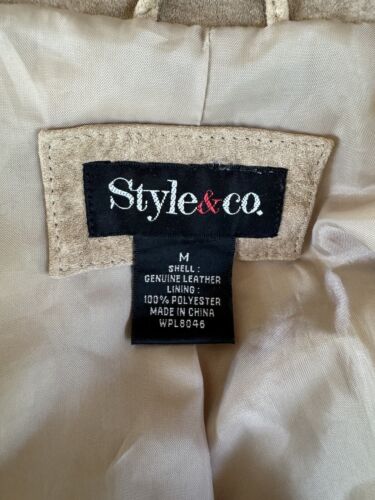 Style&co.
M
SHELL:
GENUINE LEATHER
LINING:
100% POLYESTER
MADE IN CHINA
WPL8046